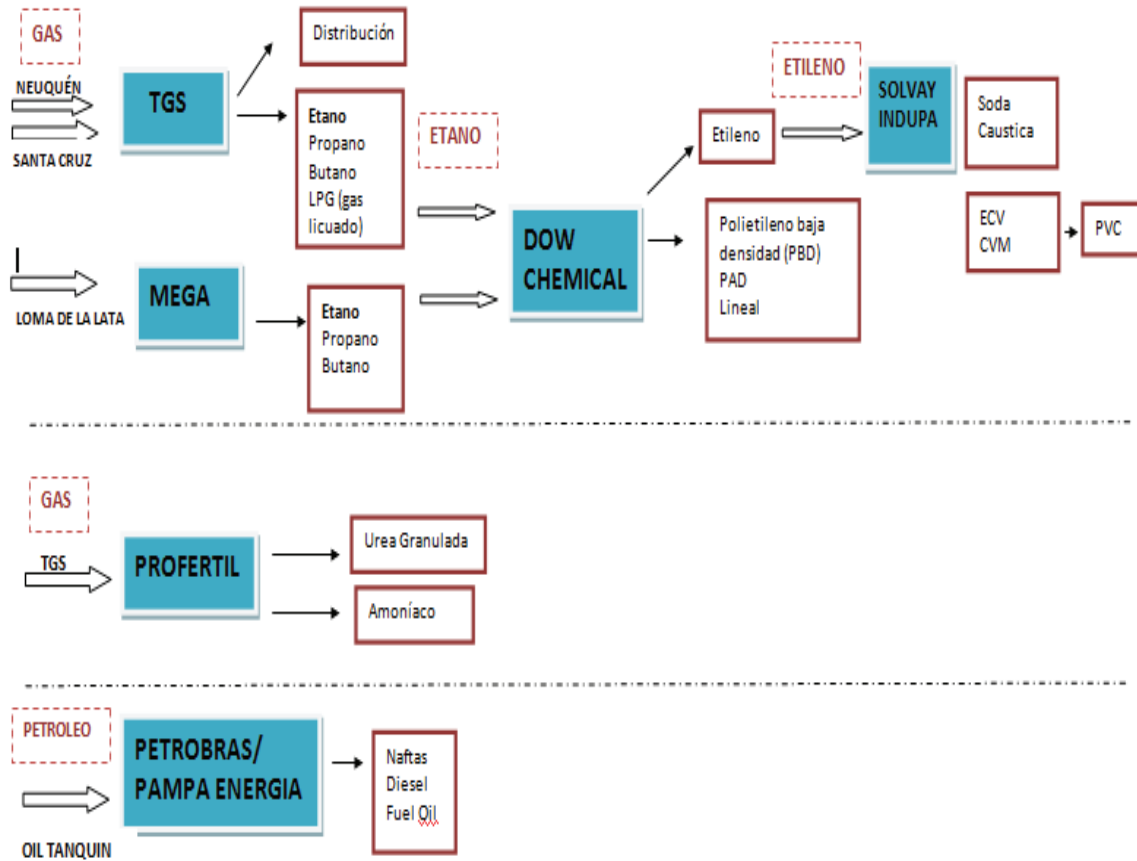 GAS
NEUQUÉN
SANTA CRUZ
TGS
Distribución
Etano
Propano
Butano
LPG (gas
licuado)
ETANO
LOMA DE LA LATA
MEGA
Etano
Propano
Butano
DOW
CHEMICAL
Etileno
Polietileno baja
densidad (PBD)
PAD
Lineal
ETILENO
SOLVAY
INDUPA
Soda
Caustica
ECV
CVM
PVC
GAS
TGS
PROFERTIL
Urea Granulada
Amoníaco
PETROLEO
OIL TANQUIN
PETROBRAS/
PAMPA ENERGIA
Naftas
Diesel
Fuel Oil